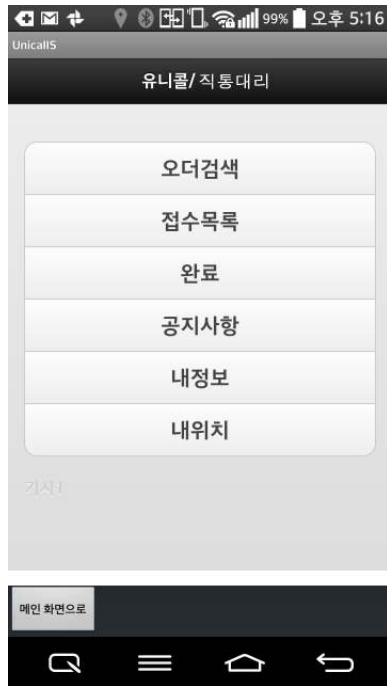 99% 오후 5:16
UnicallS
유니콜/직통대리
오더검색
접수목록
완료
공지사항
내정보
내위치
메인 화면으로